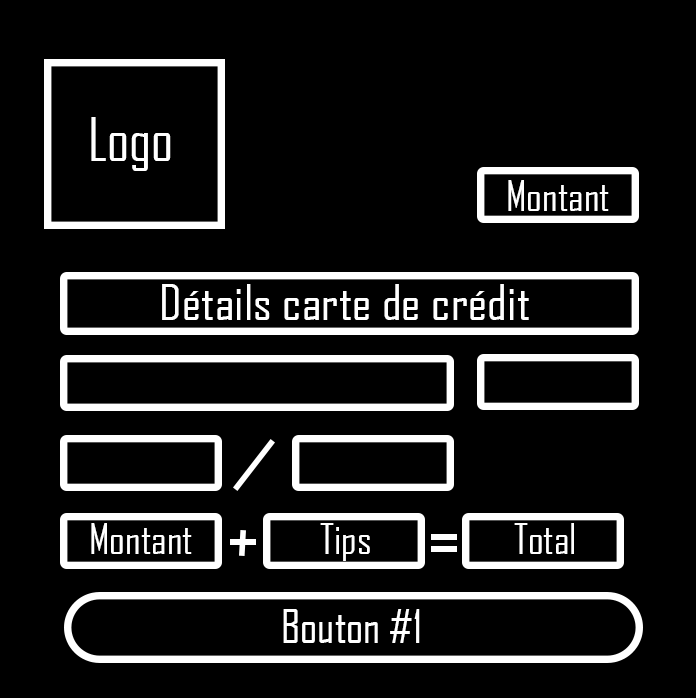 Logo
Montant
Détails carte de crédit
/
Montant + Tips = Total
Bouton #1